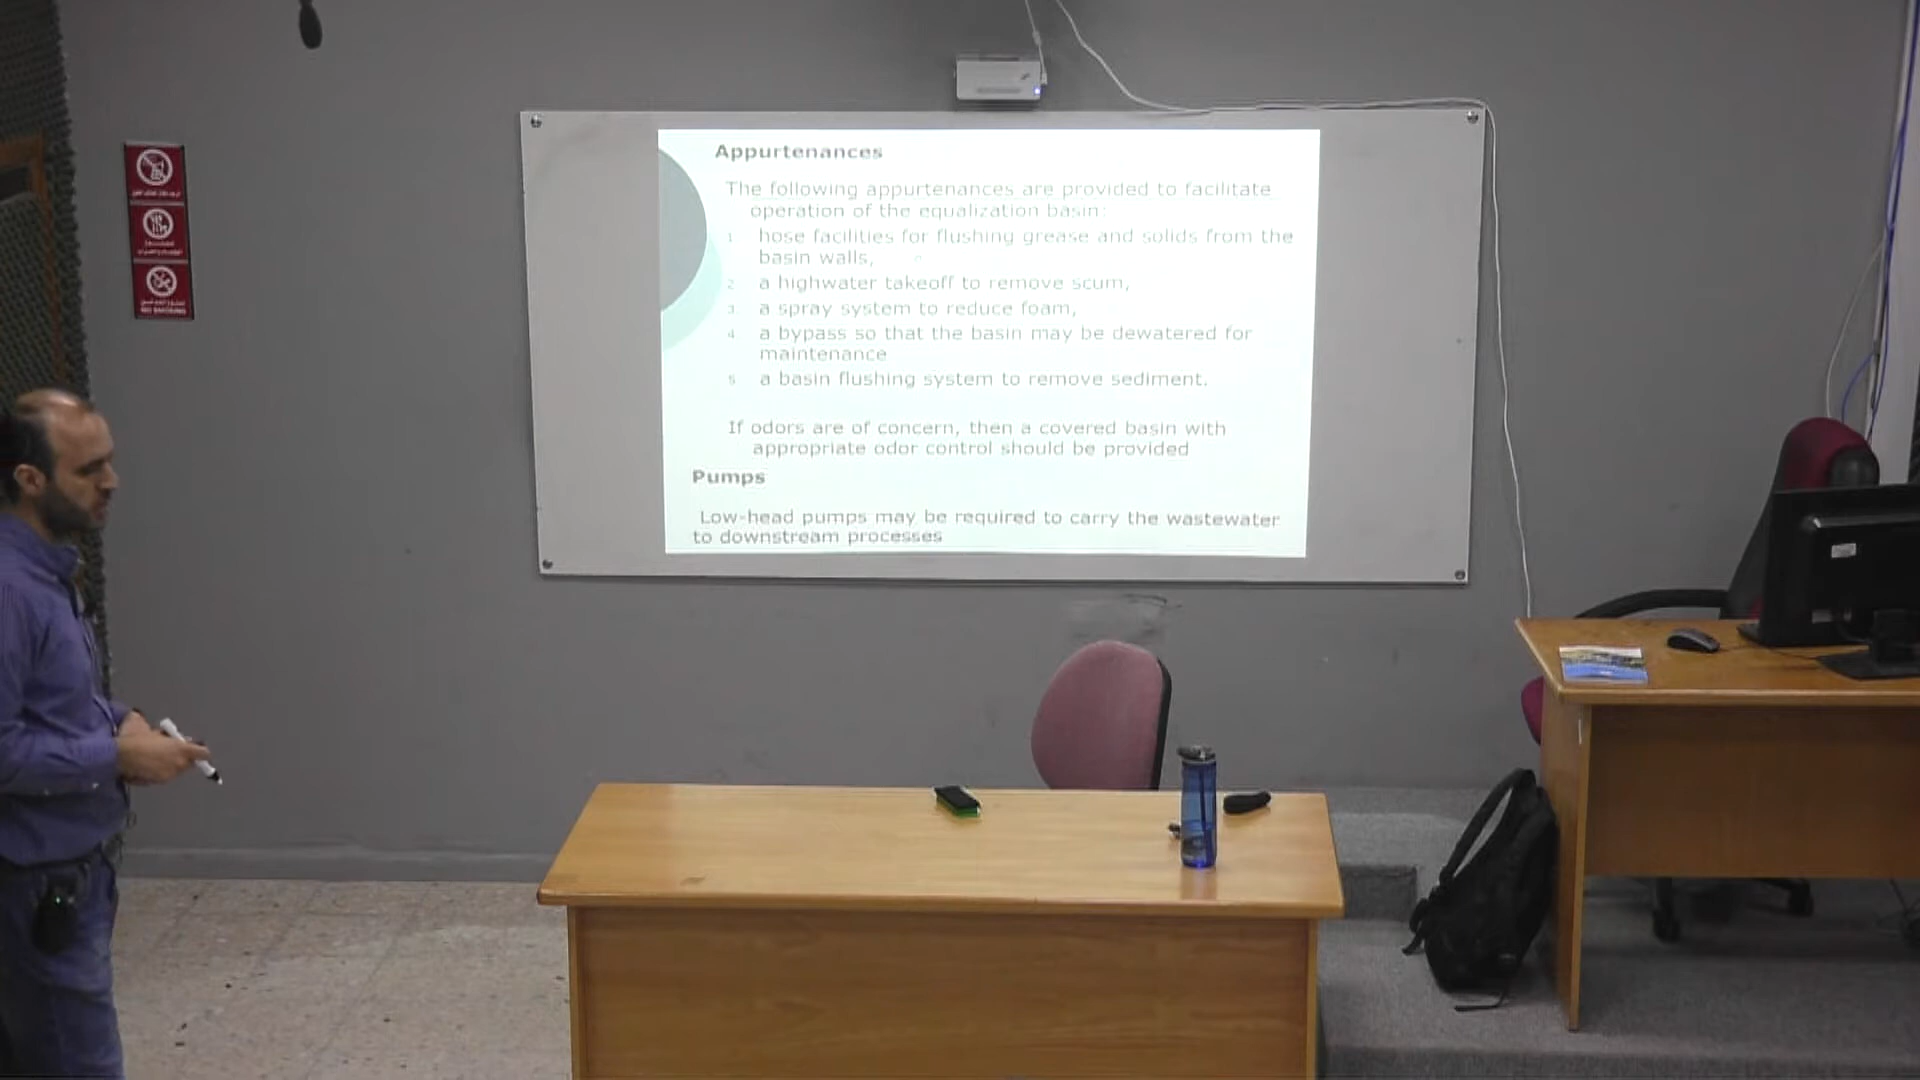 Appurtenances
The following appurtenances are provided to facilitate
operation of the equalization basin:
1. hose facilities for flushing grease and solids from the
basin walls,
2. a highwater takeoff to remove scum,
3. a spray system to reduce foam,
4. a bypass so that the basin may be dewatered for
maintenance
5. a basin flushing system to remove sediment.
If odors are of concern, then a covered basin with
appropriate odor control should be provided
Pumps
Low-head pumps may be required to carry the wastewater
to downstream processes
NO SMOKING